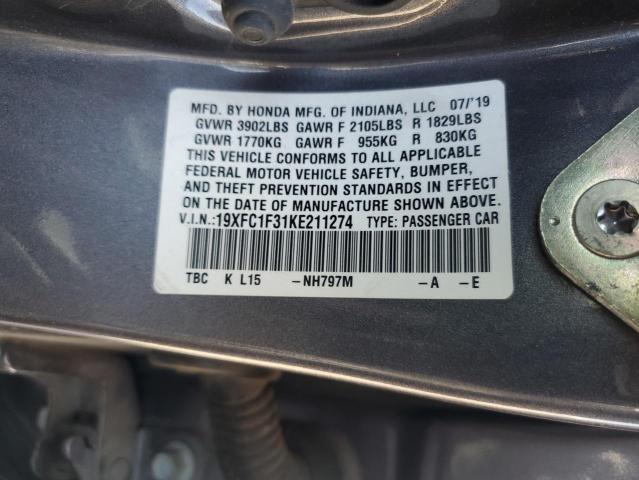 MFD. BY HONDA MFG. OF INDIANA, LLC 07/'19
GVWR 3902LBS GAWR F 2105LBS R 1829LBS
GVWR 1770KG GAWR F 955KG R 830KG
THIS VEHICLE CONFORMS TO ALL APPLICABLE
FEDERAL MOTOR VEHICLE SAFETY, BUMPER,
AND THEFT PREVENTION STANDARDS IN EFFECT
ON THE DATE OF MANUFACTURE SHOWN ABOVE.
V.I.N.:19XFC1F31KE211274 TYPE: PASSENGER CAR
TBC K L15 -NH797M -A -E